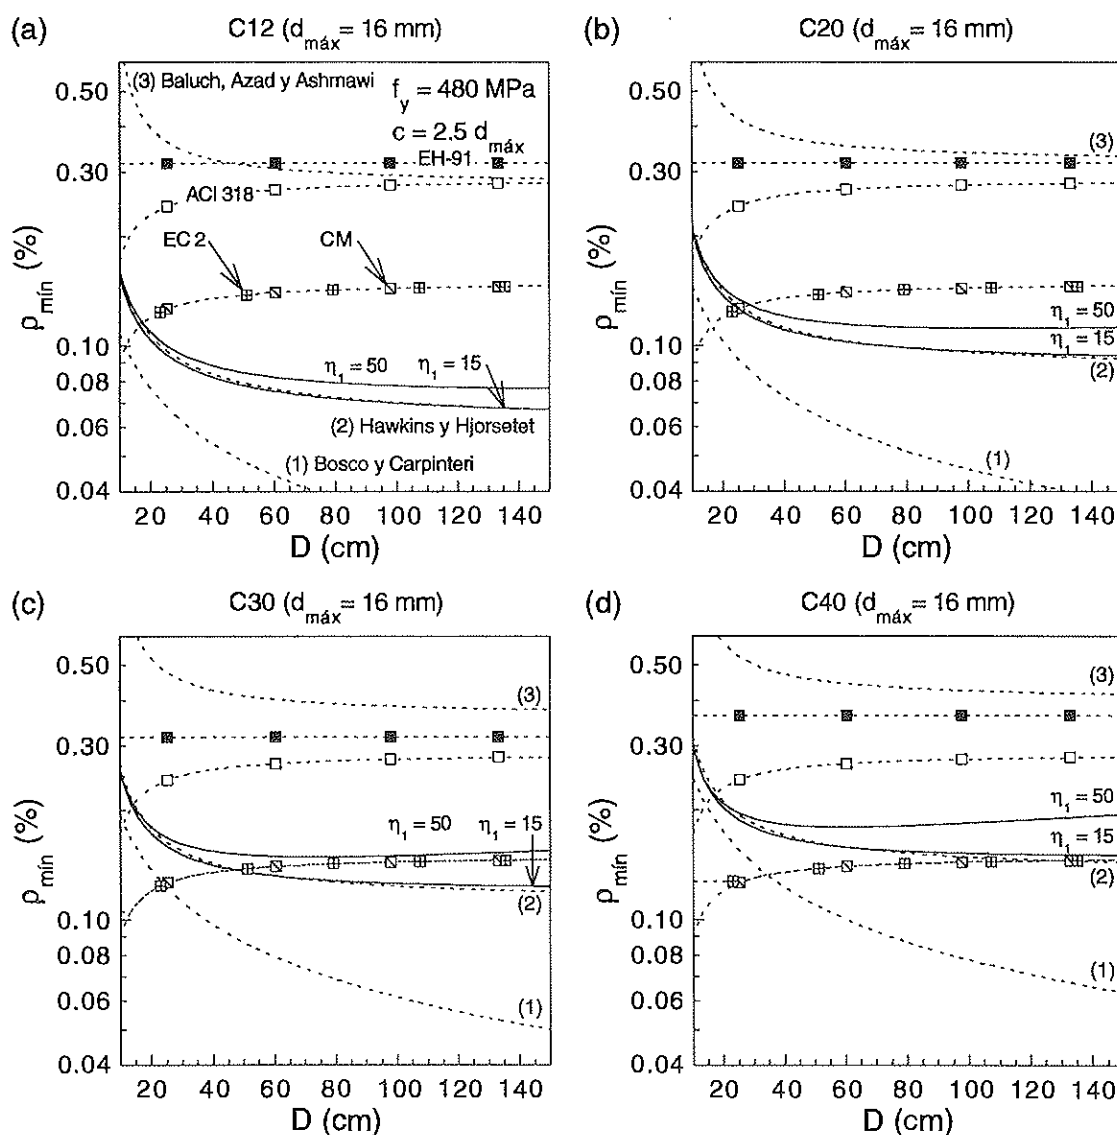 (a) C12 (dmáx= 16 mm)
(3) Baluch, Azad y Ashmawi
fy = 480 MPa
c = 2.5 dmáx
EH-91
ACI 318
EC 2
CM
η1 = 50
η1 = 15
(2) Hawkins y Hjorsetet
(1) Bosco y Carpinteri
ρmín (%)
0.50
0.30
0.10
0.08
0.06
0.04
20 40 60 80 100 120 140
D (cm)
(b) C20 (dmáx= 16 mm)
(3)
η1 = 50
η1 = 15
(2)
(1)
ρmín (%)
0.50
0.30
0.10
0.08
0.06
0.04
20 40 60 80 100 120 140
D (cm)
(c) C30 (dmáx= 16 mm)
(3)
η1 = 50
η1 = 15
(2)
(1)
ρmín (%)
0.50
0.30
0.10
0.08
0.06
0.04
20 40 60 80 100 120 140
D (cm)
(d) C40 (dmáx= 16 mm)
(3)
η1 = 50
η1 = 15
(2)
(1)
ρmín (%)
0.50
0.30
0.10
0.08
0.06
0.04
20 40 60 80 100 120 140
D (cm)